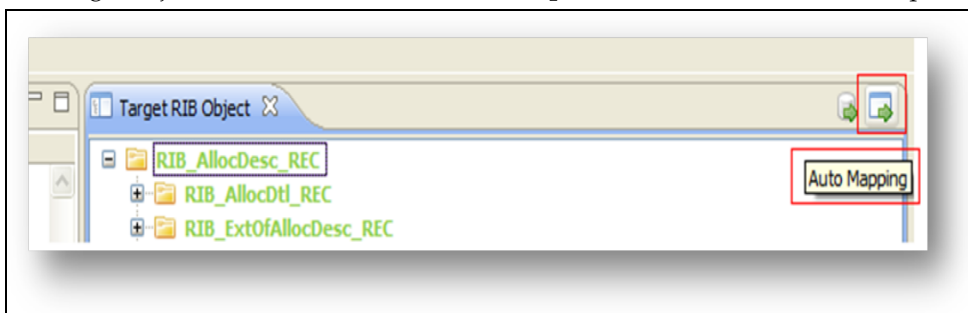 Target RIB Object
RIB_AllocDesc_REC
Auto Mapping
RIB_AllocDtl_REC
RIB_ExtOfAllocDesc_REC